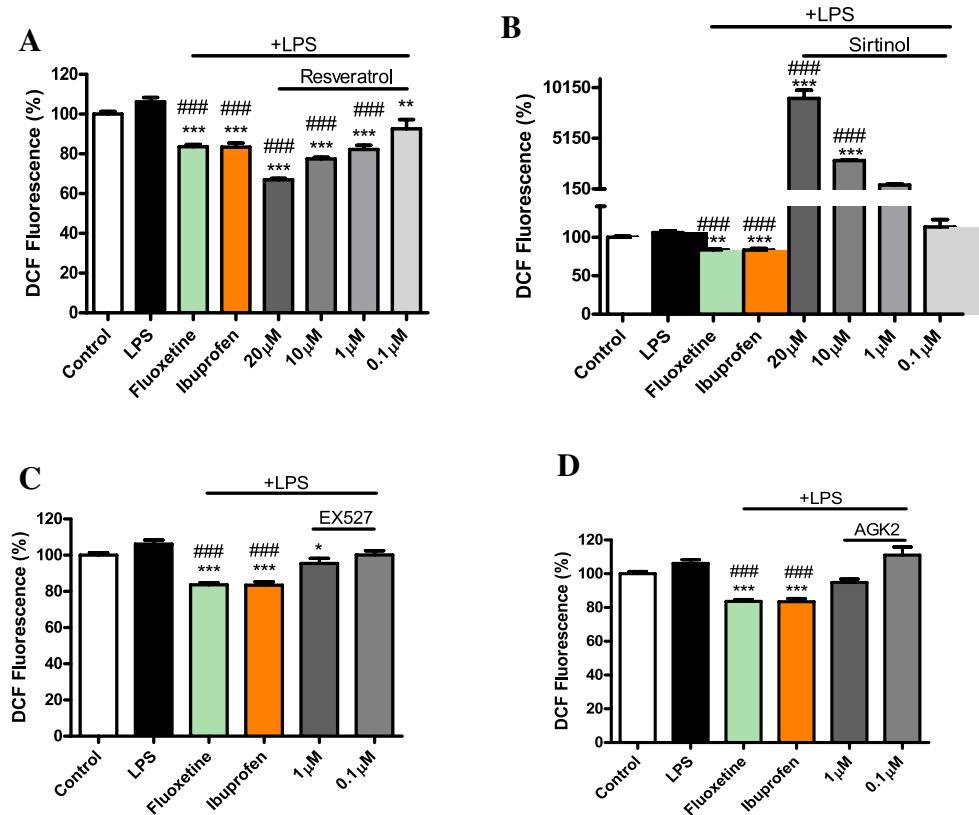 A
+LPS
Resveratrol
DCF Fluorescence (%)
120
100
80
60
40
20
0
###
***
###
***
###
***
###
***
###
***
**
Control
LPS
Fluoxetine
Ibuprofen
20µM
10µM
1µM
0.1µM
B
+LPS
Sirtinol
DCF Fluorescence (%)
10150
5150
150
100
50
0
###
**
###
***
###
***
###
***
Control
LPS
Fluoxetine
Ibuprofen
20µM
10µM
1µM
0.1µM
C
+LPS
EX527
DCF Fluorescence (%)
120
100
80
60
40
20
0
###
***
###
***
*
Control
LPS
Fluoxetine
Ibuprofen
1µM
0.1µM
D
+LPS
AGK2
DCF Fluorescence (%)
120
100
80
60
40
20
0
###
***
###
***
Control
LPS
Fluoxetine
Ibuprofen
1µM
0.1µM